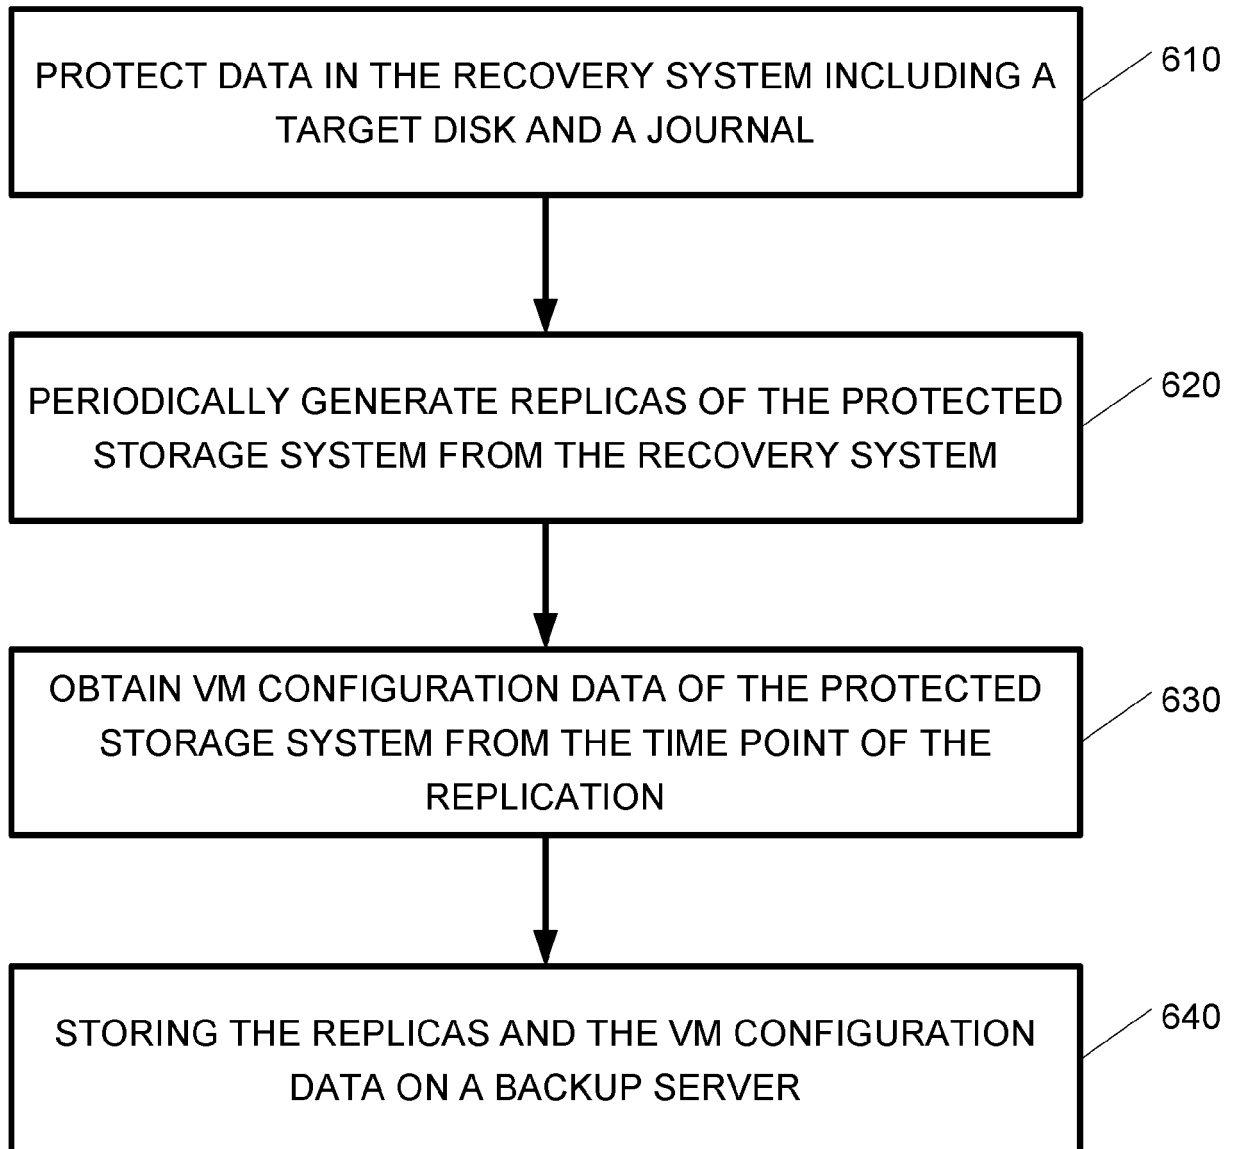 PROTECT DATA IN THE RECOVERY SYSTEM INCLUDING A
TARGET DISK AND A JOURNAL
610
PERIODICALLY GENERATE REPLICAS OF THE PROTECTED
STORAGE SYSTEM FROM THE RECOVERY SYSTEM
620
OBTAIN VM CONFIGURATION DATA OF THE PROTECTED
STORAGE SYSTEM FROM THE TIME POINT OF THE
REPLICATION
630
STORING THE REPLICAS AND THE VM CONFIGURATION
DATA ON A BACKUP SERVER
640